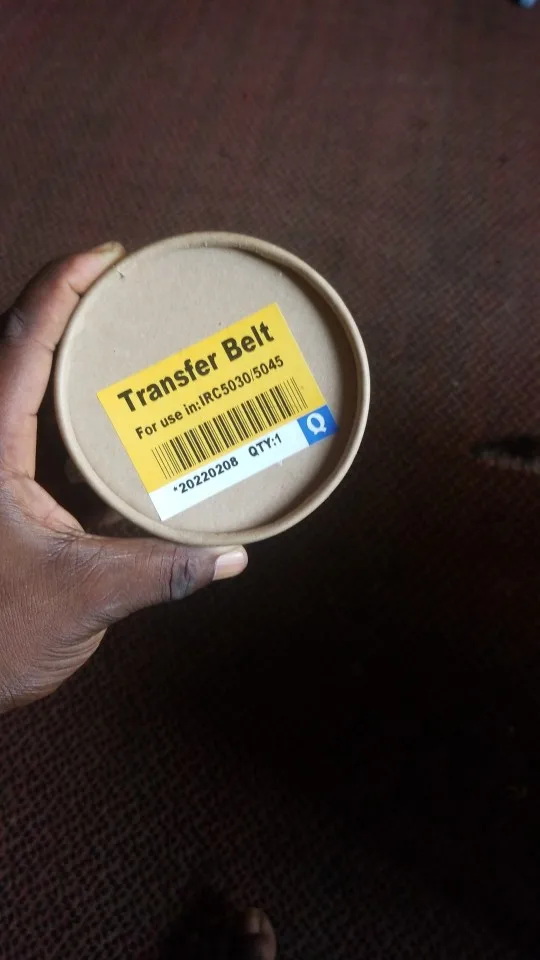 Transfer Belt
For use in:IRC5030/5045
*20220208 QTY:1
Q